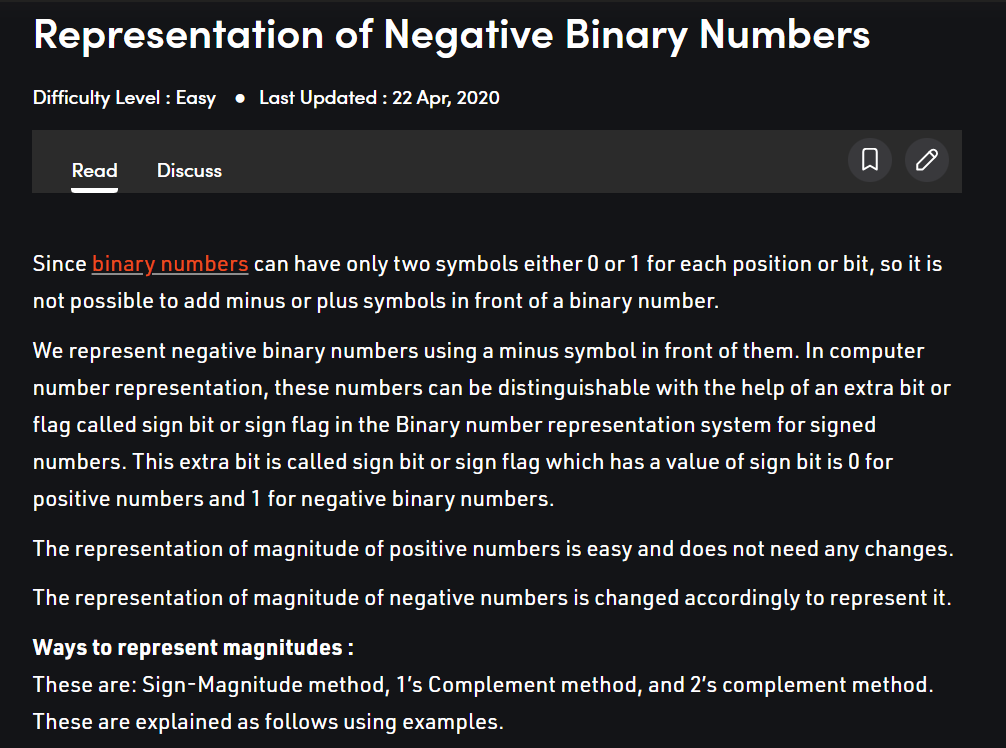 Representation of Negative Binary Numbers
Difficulty Level : Easy ● Last Updated : 22 Apr, 2020
Read Discuss
Since binary numbers can have only two symbols either 0 or 1 for each position or bit, so it is
not possible to add minus or plus symbols in front of a binary number.
We represent negative binary numbers using a minus symbol in front of them. In computer
number representation, these numbers can be distinguishable with the help of an extra bit or
flag called sign bit or sign flag in the Binary number representation system for signed
numbers. This extra bit is called sign bit or sign flag which has a value of sign bit is 0 for
positive numbers and 1 for negative binary numbers.
The representation of magnitude of positive numbers is easy and does not need any changes.
The representation of magnitude of negative numbers is changed accordingly to represent it.
Ways to represent magnitudes :
These are: Sign-Magnitude method, 1’s Complement method, and 2’s complement method.
These are explained as follows using examples.